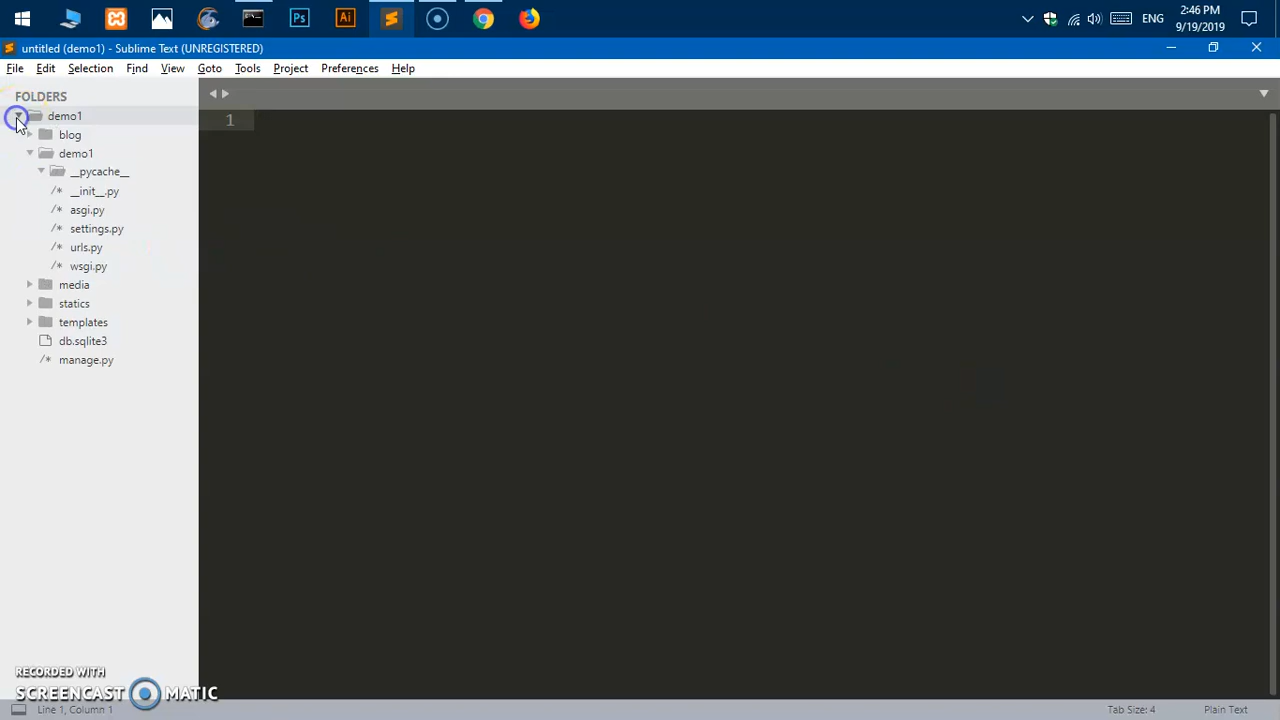 Ps
Ai
ENG
2:46 PM
9/19/2019
untitled (demo1) - Sublime Text (UNREGISTERED)
File Edit Selection Find View Goto Tools Project Preferences Help
FOLDERS
demo1
1
blog
demo1
__pycache__
/* __init__.py
/* asgi.py
/* settings.py
/* urls.py
/* wsgi.py
media
statics
templates
db.sqlite3
/* manage.py
RECORDED WITH
SCREENCAST MATIC
Line 1, Column 1
Tab Size: 4
Plain Text